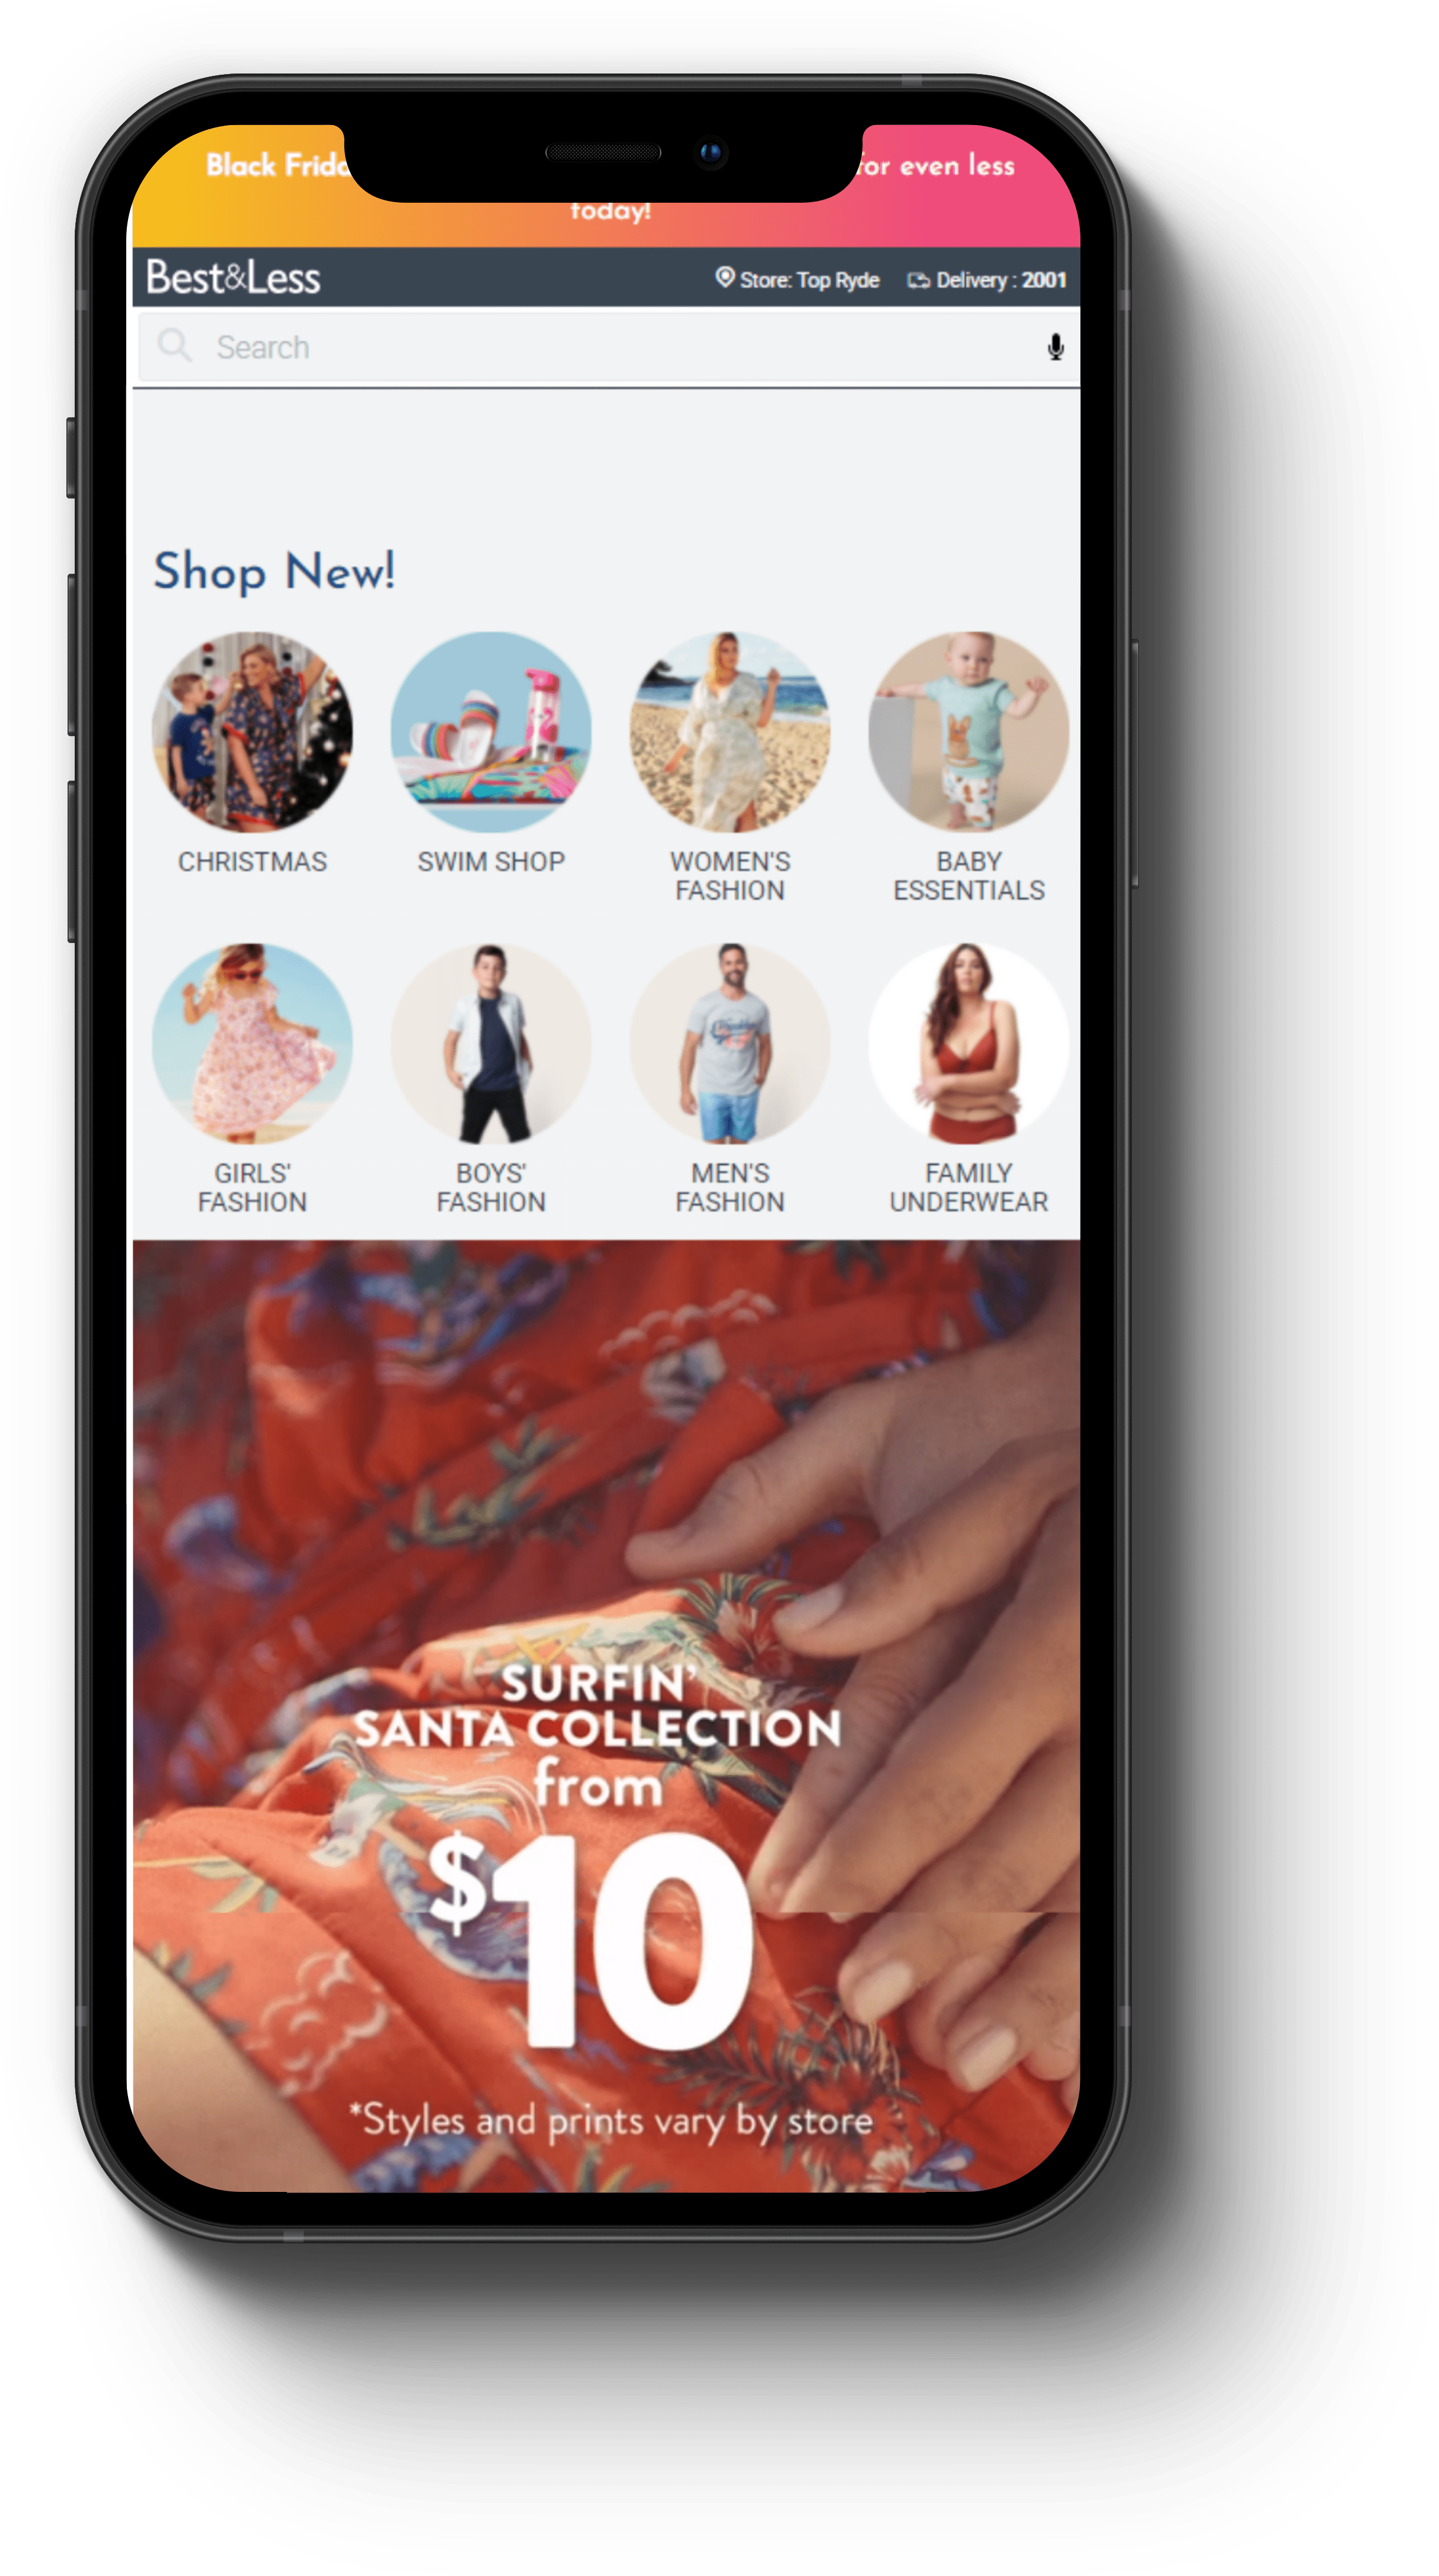 Black Frid for even less
today!
Best&Less Store: Top Ryde Delivery : 2001
Search
Shop New!
CHRISTMAS SWIM SHOP WOMEN'S FASHION BABY ESSENTIALS
GIRLS' FASHION BOYS' FASHION MEN'S FASHION FAMILY UNDERWEAR
SURFIN'
SANTA COLLECTION
from
$10
*Styles and prints vary by store